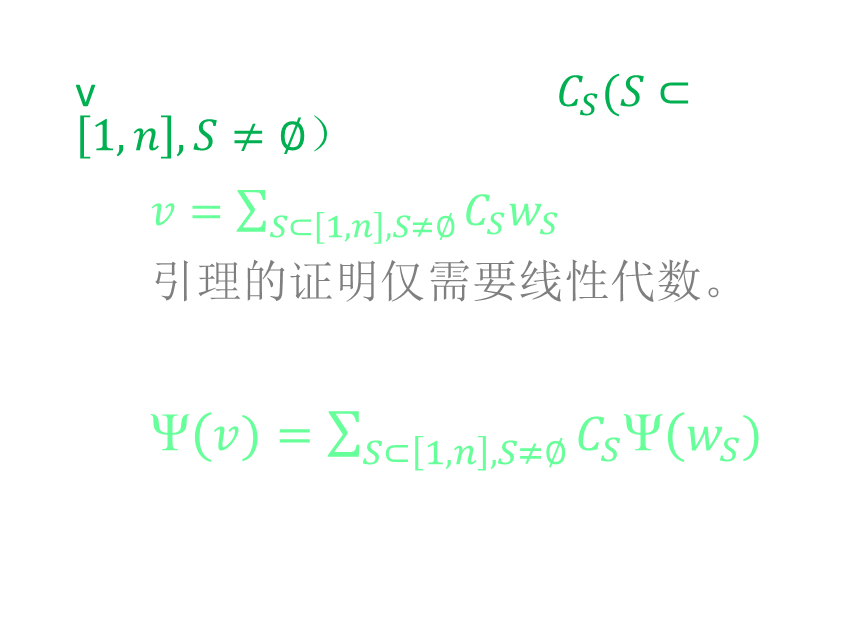 v C_S(S ⊂
[1,n],S ≠ ∅）
v = ∑_{S⊂[1,n],S≠∅} C_S w_S
引理的证明仅需要线性代数。
Ψ(v) = ∑_{S⊂[1,n],S≠∅} C_S Ψ(w_S)